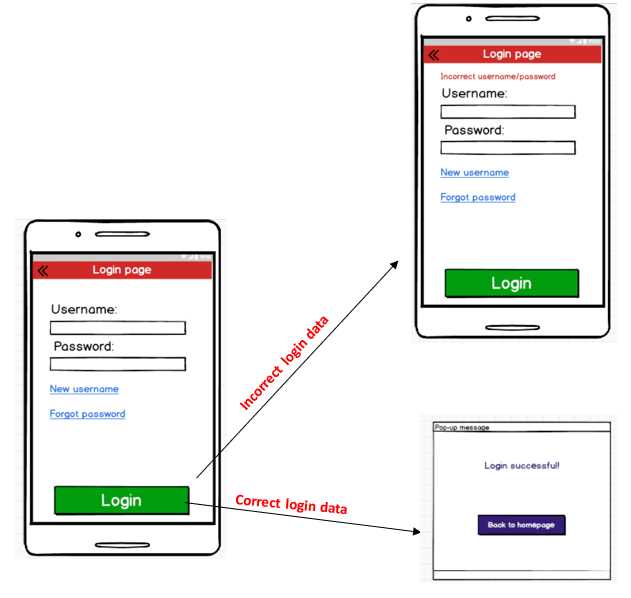 Login page
Incorrect username/password
Username:
Password:
New username
Forgot password
Login
Login page
Username:
Password:
New username
Forgot password
Login
Incorrect login data
Correct login data
Pop-up message
Login successful!
Back to homepage